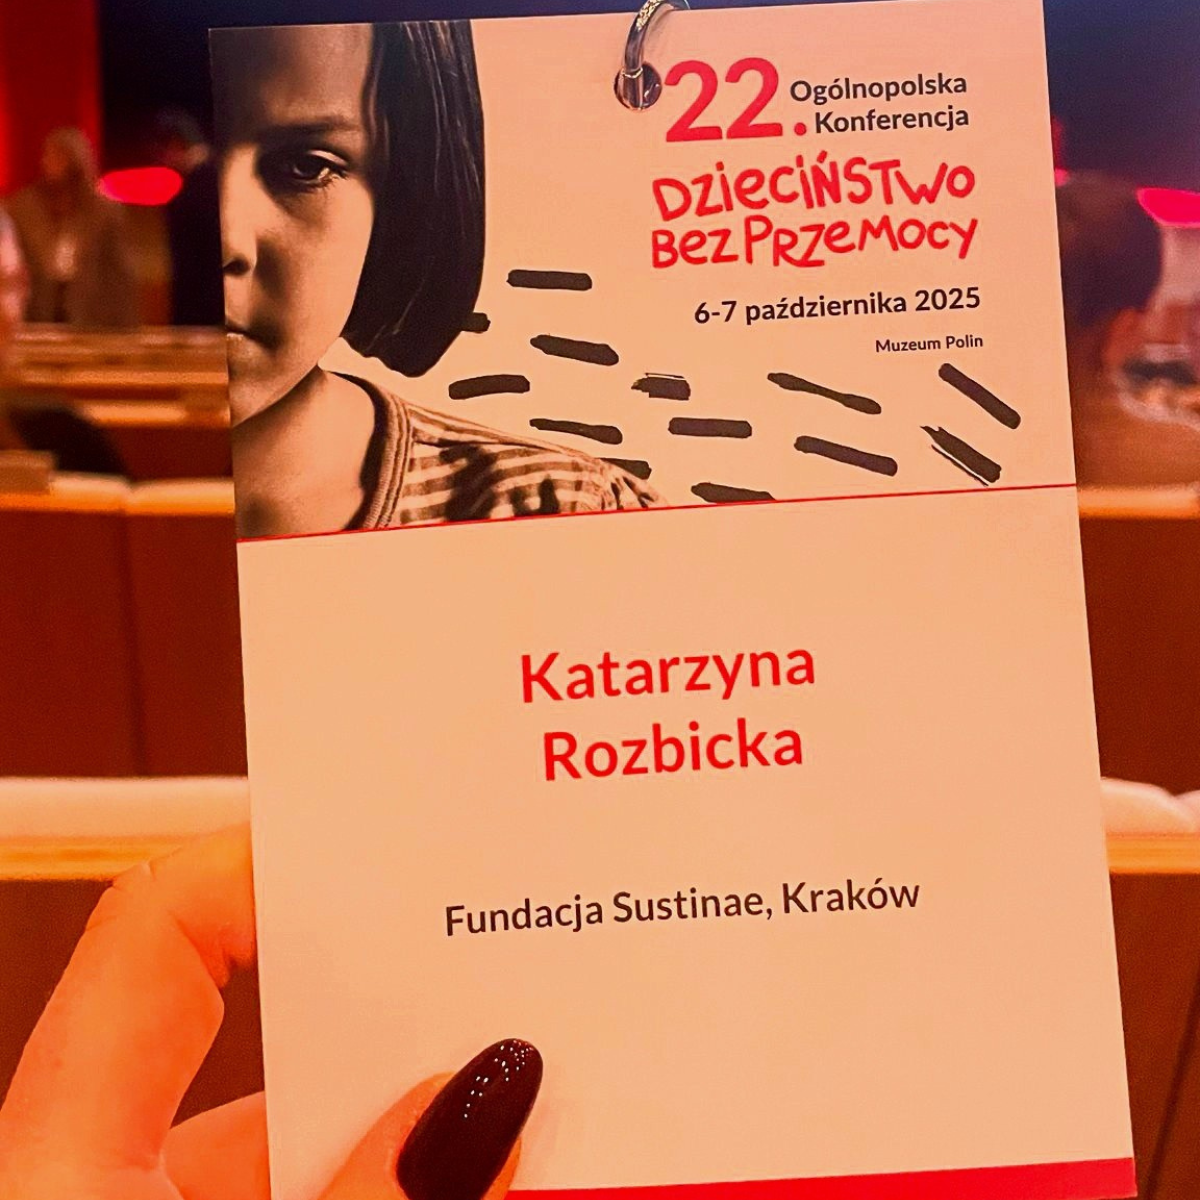 22. Ogólnopolska
Konferencja
Dzieciństwo
bez Przemocy
6-7 października 2025
Muzeum Polin
Katarzyna
Rozbicka
Fundacja Sustinae, Kraków